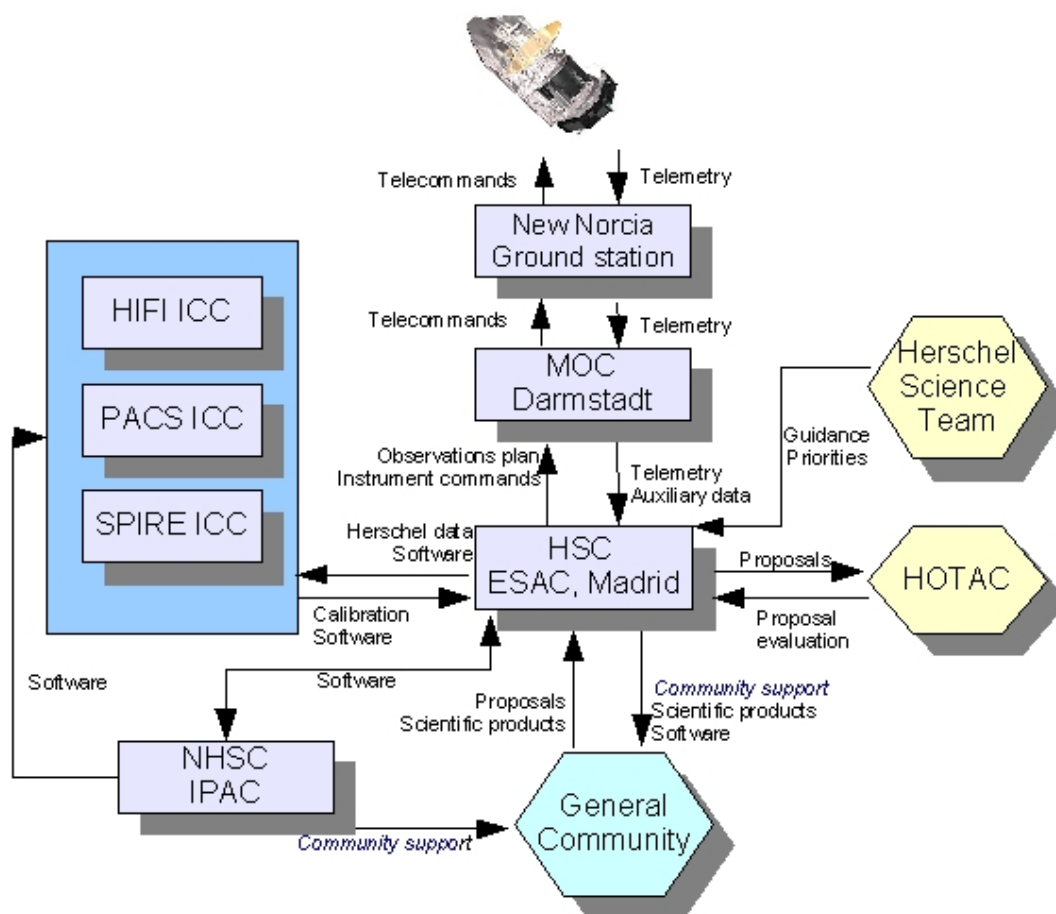 Telecommands
Telemetry
New Norcia
Ground station
Telecommands
Telemetry
HIFI ICC
PACS ICC
SPIRE ICC
MOC
Darmstadt
Herschel
Science
Team
Guidance
Priorities
Observations plan
Instrument commands
Telemetry
Auxiliary data
Herschel data
Software
HSC
ESAC, Madrid
Proposals
HOTAC
Calibration
Software
Proposal
evaluation
Software
Software
Proposals
Scientific products
Community support
Scientific products
Software
NHSC
IPAC
General
Community
Community support